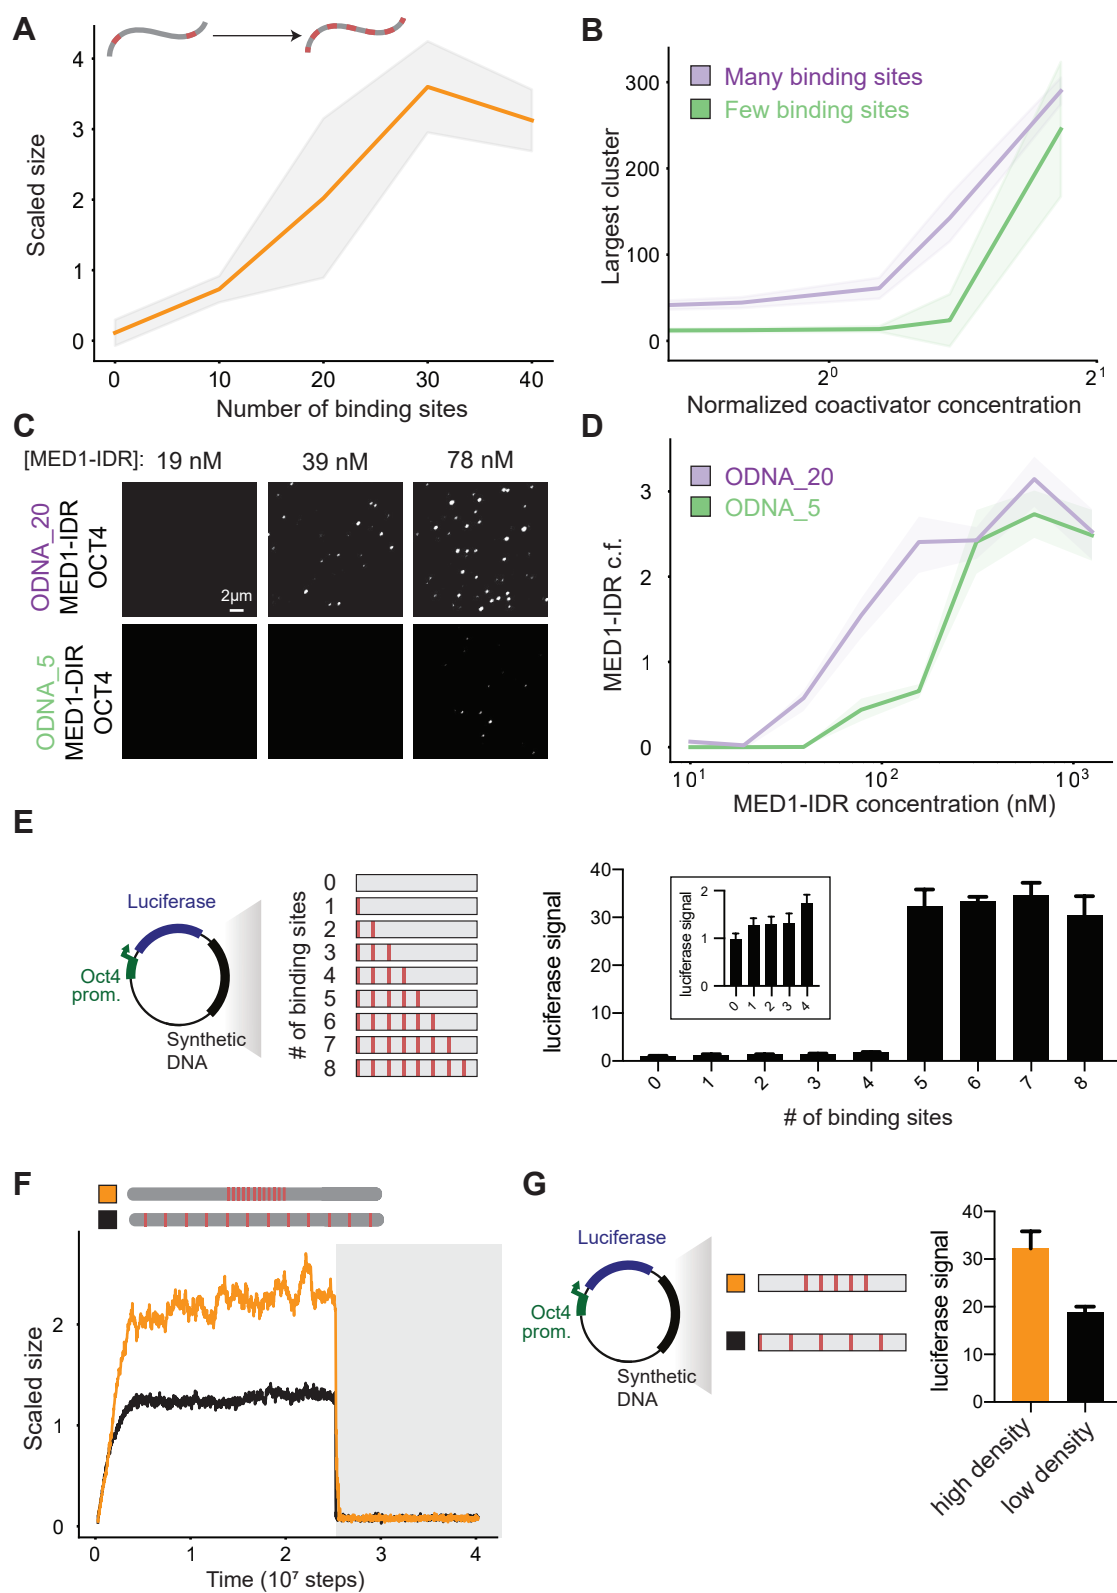 A
Scaled size
4
3
2
1
0
0 10 20 30 40
Number of binding sites
B
Many binding sites
Few binding sites
Largest cluster
300
200
100
0
2⁰ 2¹
Normalized coactivator concentration
C
[MED1-IDR]: 19 nM 39 nM 78 nM
ODNA_20
MED1-IDR
OCT4
2µm
ODNA_5
MED1-DIR
OCT4
D
ODNA_20
ODNA_5
MED1-IDR c.f.
3
2
1
0
10¹ 10² 10³
MED1-IDR concentration (nM)
E
Luciferase
Oct4
prom.
Synthetic
DNA
# of binding sites
0
1
2
3
4
5
6
7
8
luciferase signal
40
30
20
10
0
luciferase signal
2
1
0
0 1 2 3 4
0 1 2 3 4 5 6 7 8
# of binding sites
F
Scaled size
2
1
0
0 1 2 3 4
Time (10⁷ steps)
G
Luciferase
Oct4
prom.
Synthetic
DNA
luciferase signal
40
30
20
10
0
high density
low density